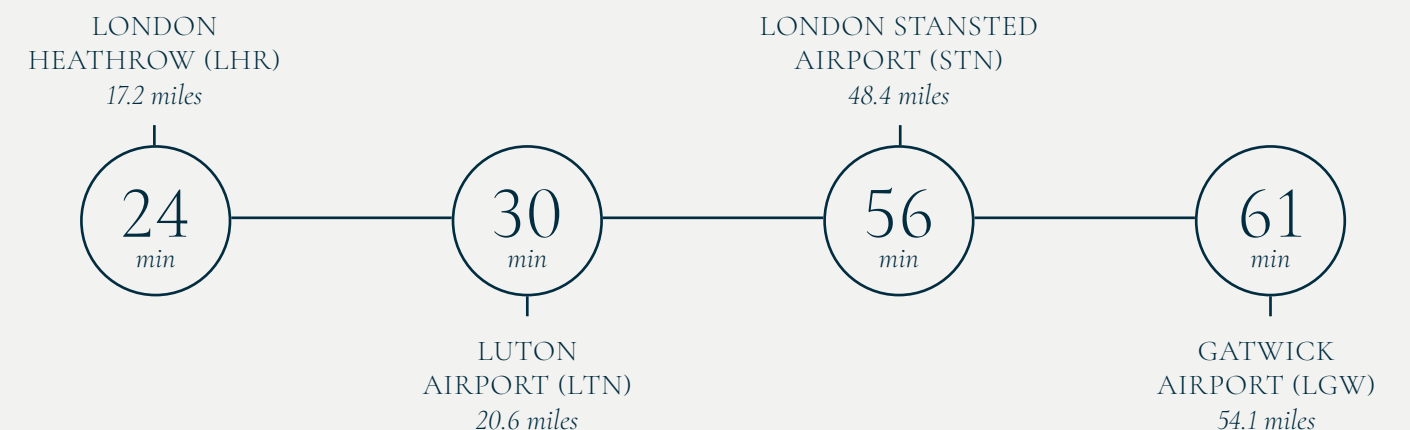 LONDON
HEATHROW (LHR)
17.2 miles
24
min
30
min
LUTON
AIRPORT (LTN)
20.6 miles
LONDON STANSTED
AIRPORT (STN)
48.4 miles
56
min
61
min
GATWICK
AIRPORT (LGW)
54.1 miles